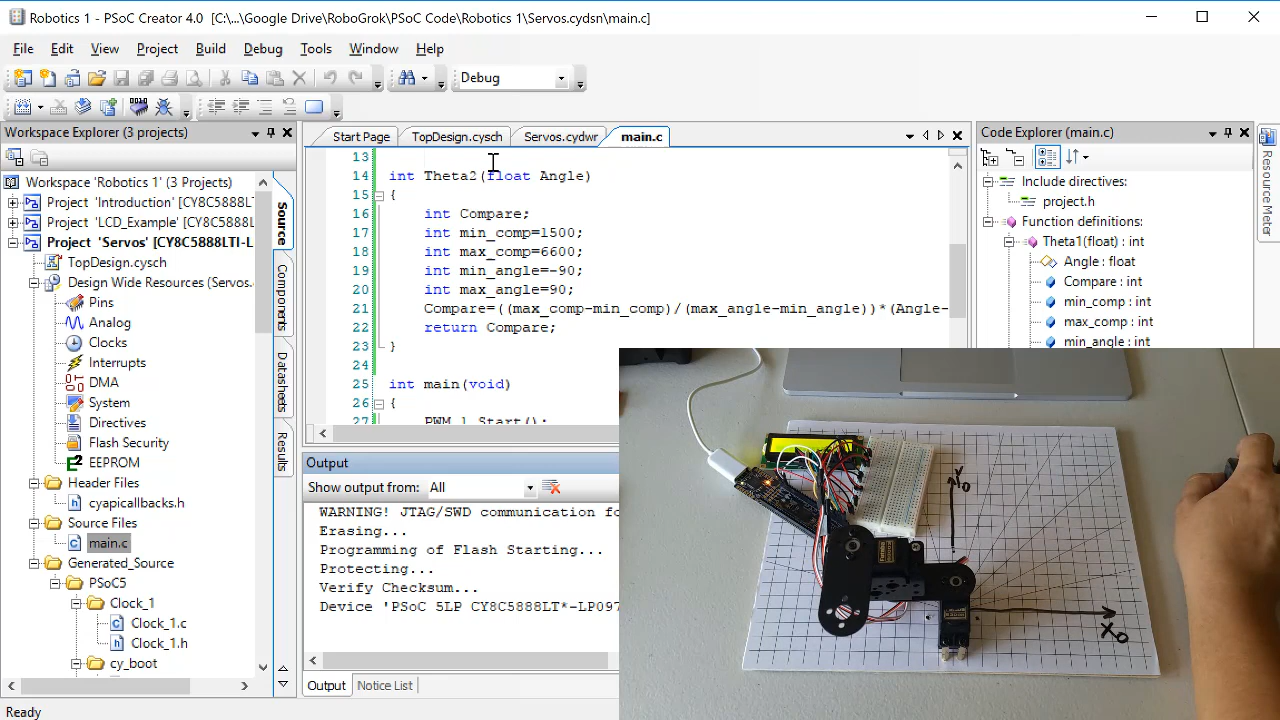 Robotics 1 - PSoC Creator 4.0 [C:\...\Google Drive\RoboGrok\PSoC Code\Robotics 1\Servos.cydsn\main.c]
File Edit View Project Build Debug Tools Window Help
Debug
Workspace Explorer (3 projects)
Start Page TopDesign.cysch Servos.cydwr main.c
Code Explorer (main.c)
Workspace 'Robotics 1' (3 Projects)
Project 'Introduction' [CY8C5888L
Project 'LCD_Example' [CY8C5888L
Project 'Servos' [CY8C5888LTI-L
TopDesign.cysch
Design Wide Resources (Servos.
Pins
Analog
Clocks
Interrupts
DMA
System
Directives
Flash Security
EEPROM
Header Files
cyapicallbacks.h
Source Files
main.c
Generated_Source
PSoC5
Clock_1
Clock_1.c
Clock_1.h
cy_boot
Source
Components
Datasheets
Results
13
14 int Theta2(float Angle)
15 {
16 int Compare;
17 int min_comp=1500;
18 int max_comp=6600;
19 int min_angle=-90;
20 int max_angle=90;
21 Compare=((max_comp-min_comp)/(max_angle-min_angle))*(Angle-
22 return Compare;
23 }
24
25 int main(void)
26 {
27 PWM_1_Start();
Include directives:
project.h
Function definitions:
Theta1(float) : int
Angle : float
Compare : int
min_comp : int
max_comp : int
min_angle : int
Resource Meter
Output
Show output from: All
WARNING! JTAG/SWD communication fo
Erasing...
Programming of Flash Starting...
Protecting...
Verify Checksum...
Device 'PSoC 5LP CY8C5888LT*-LP097
Output Notice List
Ready
Y0
X0